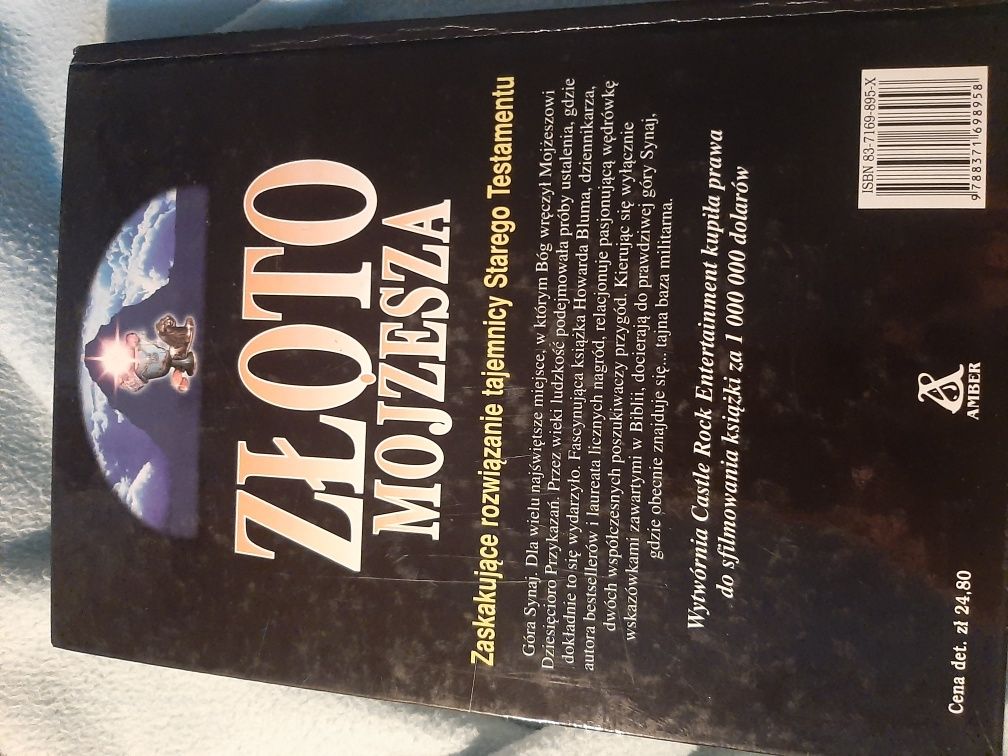 ZŁOTO
MOJŻESZA
Zaskakujące rozwiązanie tajemnicy Starego Testamentu
Góra Synaj. Dla wielu najświętsze miejsce, w którym Bóg wręczył Mojżeszowi
Dziesięcioro Przykazań. Przez wieki ludzkość podejmowała próby ustalenia, gdzie
dokładnie to się wydarzyło. Fascynująca książka Howarda Bluma, dziennikarza,
autora bestsellerów i laureata licznych nagród, relacjonuje pasjonującą wędrówkę
dwóch współczesnych poszukiwaczy przygód. Kierując się wyłącznie
wskazówkami zawartymi w Biblii, docierają do prawdziwej góry Synaj,
gdzie obecnie znajduje się... tajna baza militarna.
Wytwórnia Castle Rock Entertainment kupiła prawa
do sfilmowania książki za 1 000 000 dolarów
Cena det. zł 24.80
AMBER
ISBN 83-7169-895-X
9 788371 698958